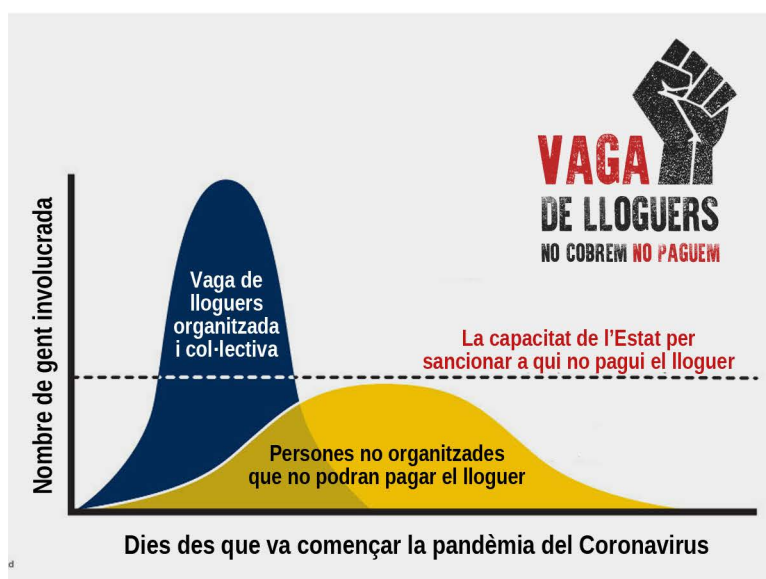 VAGA
DE LLOGUERS
NO COBREM NO PAGUEM
Nombre de gent involucrada
Vaga de
lloguers
organitzada
i col·lectiva
La capacitat de l’Estat per
sancionar a qui no pagui el lloguer
Persones no organitzades
que no podran pagar el lloguer
Dies des que va començar la pandèmia del Coronavirus
d